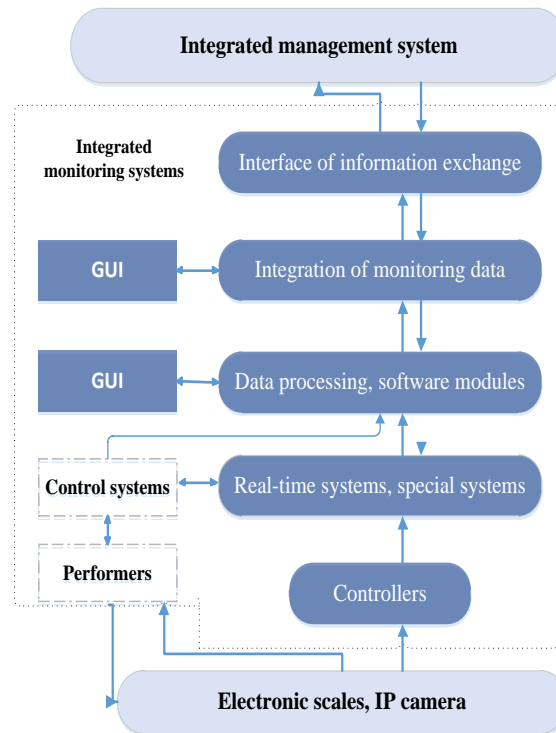 Integrated management system
Integrated
monitoring systems
Interface of information exchange
GUI
Integration of monitoring data
GUI
Data processing, software modules
Control systems
Real-time systems, special systems
Performers
Controllers
Electronic scales, IP camera